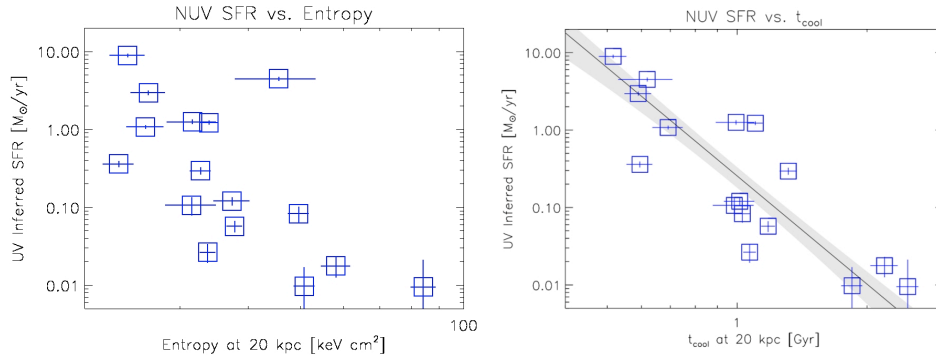 NUV SFR vs. Entropy
UV Inferred SFR [M⊙/yr]
10.00
1.00
0.10
0.01
100
Entropy at 20 kpc [keV cm²]
NUV SFR vs. t_cool
UV Inferred SFR [M⊙/yr]
10.00
1.00
0.10
0.01
1
t_cool at 20 kpc [Gyr]